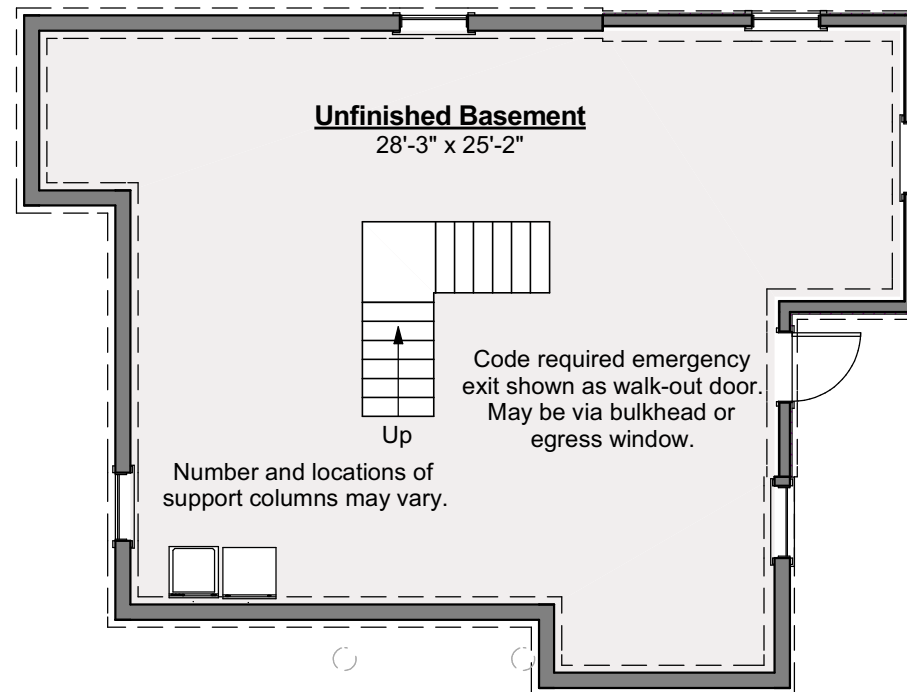 Unfinished Basement
28'-3" x 25'-2"
Code required emergency
exit shown as walk-out door.
May be via bulkhead or
egress window.
Up
Number and locations of
support columns may vary.